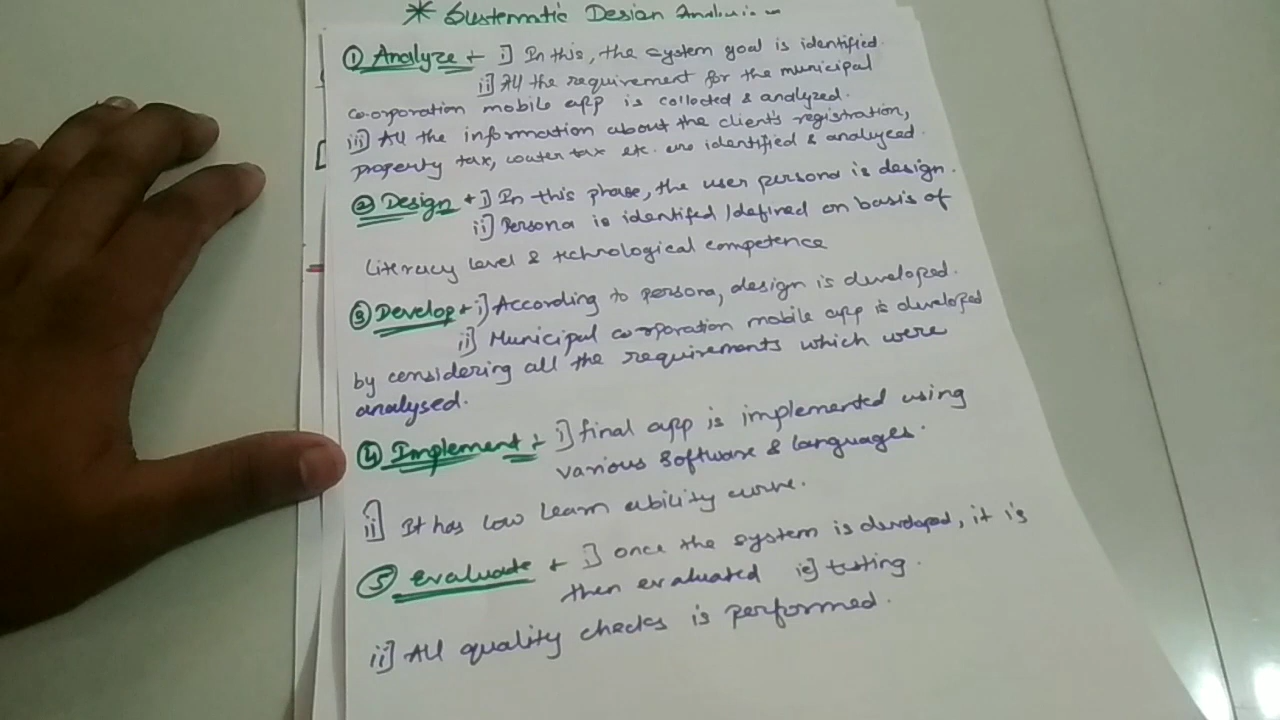 * Systematic Design Analysis
① Analyze :- i] In this, the system goal is identified.
ii] All the requirement for the municipal
co-orporation mobile app is collected & analyzed.
iii] All the information about the client's registration,
property tax, water tax etc. are identified & analyzed.
② Design :- i] In this phase, the user persona is design.
ii] Persona is identifed / defined on basis of
literacy level & technological competence
③ Develop :- i] According to persona, design is developed.
ii] Municipal co-orporation mobile app is developed
by considering all the requirements which were
analysed.
④ Implement :- i] final app is implemented using
various software & languages.
ii] It has low learn ability curve.
⑤ evaluate :- i] once the system is developed, it is
then evaluated ie] testing.
ii] All quality checks is performed.